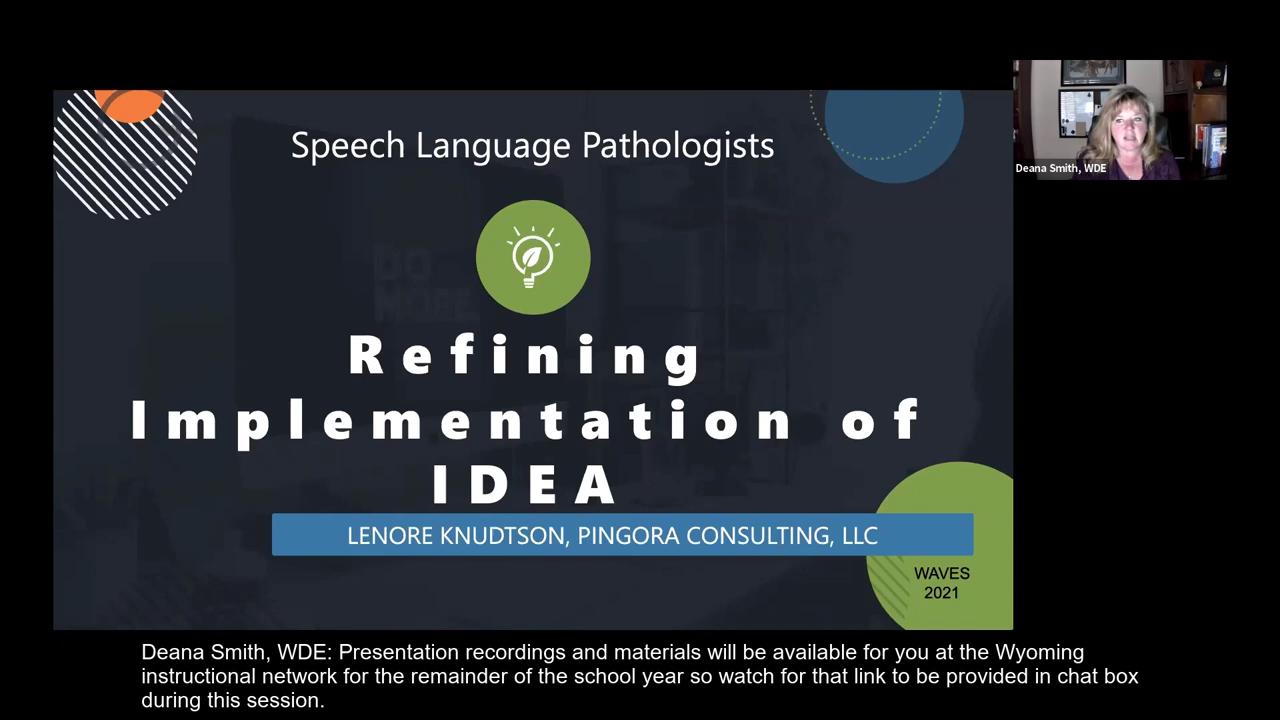 Speech Language Pathologists
Deana Smith, WDE
DO
MORE.
Refining
Implementation of
IDEA
LENORE KNUDTSON, PINGORA CONSULTING, LLC
WAVES
2021
Deana Smith, WDE: Presentation recordings and materials will be available for you at the Wyoming
instructional network for the remainder of the school year so watch for that link to be provided in chat box
during this session.